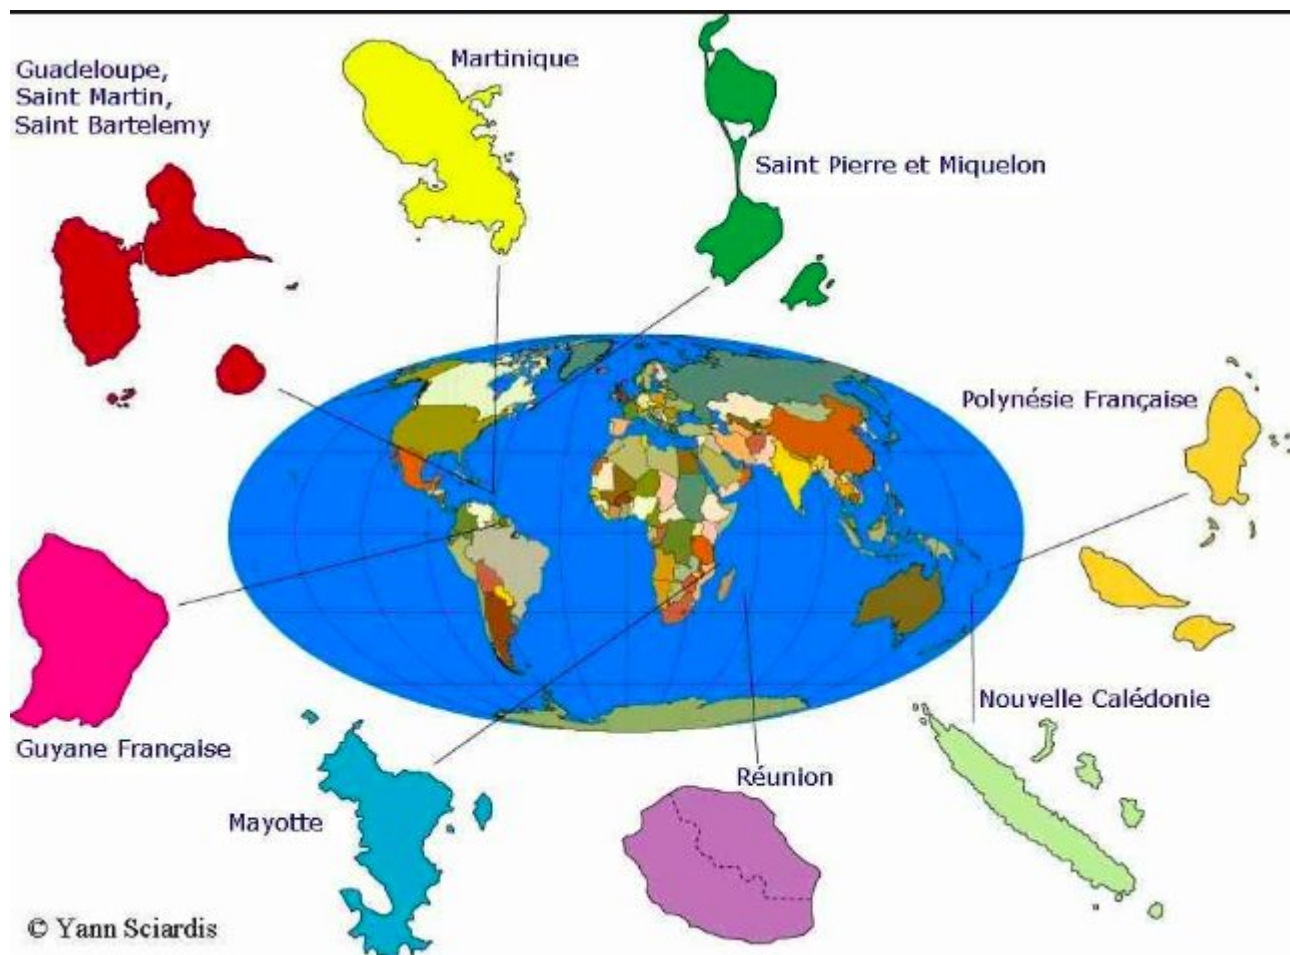 Martinique
Guadeloupe,
Saint Martin,
Saint Bartelemy
Saint Pierre et Miquelon
Polynésie Française
Nouvelle Calédonie
Guyane Française
Réunion
Mayotte
© Yann Sciardis